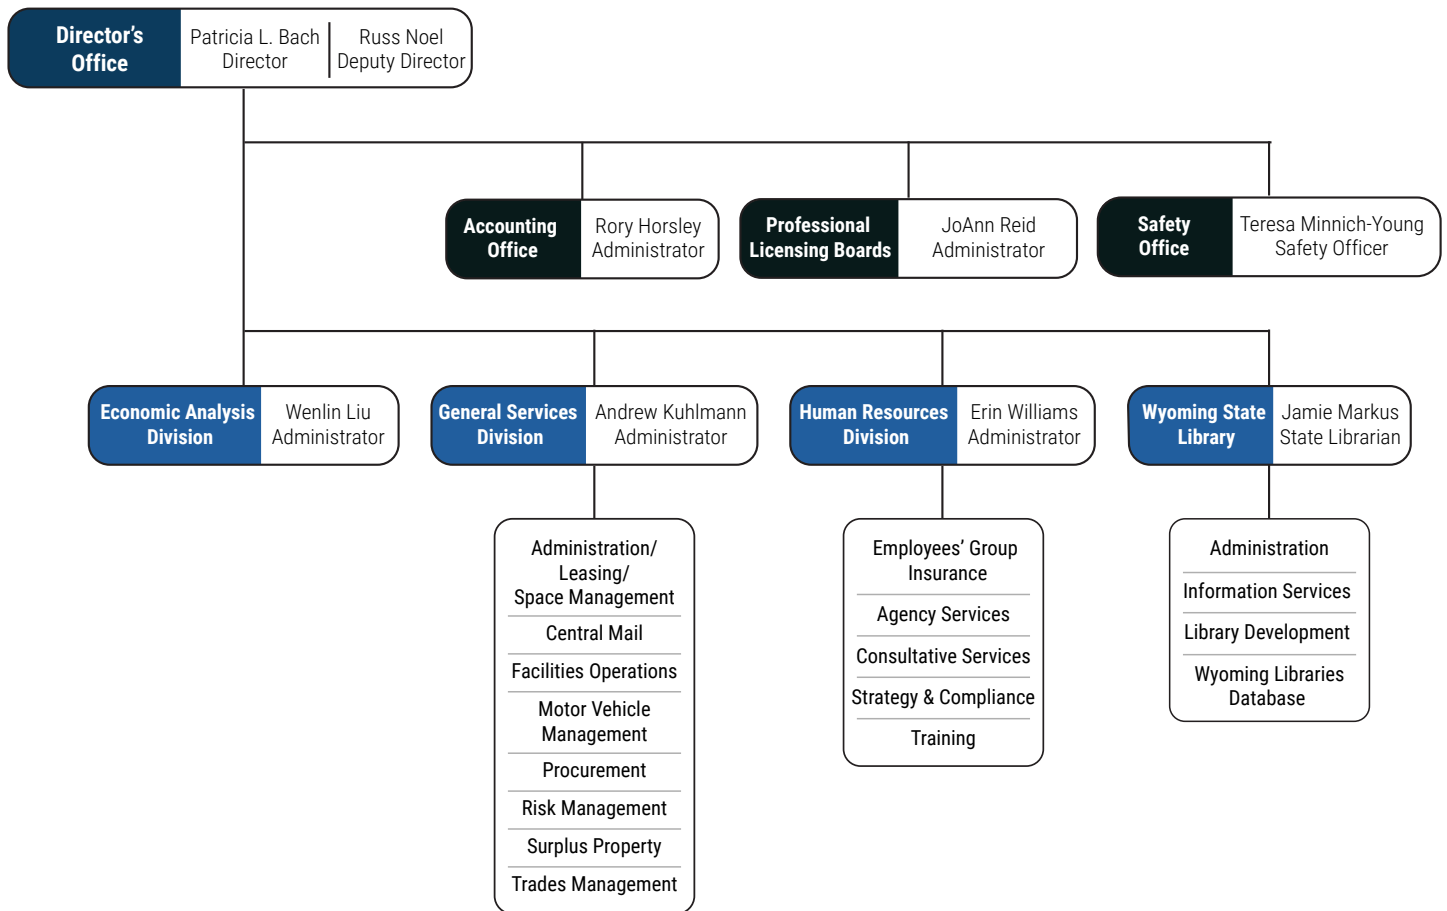 Director's
Office
Patricia L. Bach
Director
Russ Noel
Deputy Director
Accounting
Office
Rory Horsley
Administrator
Professional
Licensing Boards
JoAnn Reid
Administrator
Safety
Office
Teresa Minnich-Young
Safety Officer
Economic Analysis
Division
Wenlin Liu
Administrator
General Services
Division
Andrew Kuhlmann
Administrator
Human Resources
Division
Erin Williams
Administrator
Wyoming State
Library
Jamie Markus
State Librarian
Administration/
Leasing/
Space Management
Central Mail
Facilities Operations
Motor Vehicle
Management
Procurement
Risk Management
Surplus Property
Trades Management
Employees' Group
Insurance
Agency Services
Consultative Services
Strategy & Compliance
Training
Administration
Information Services
Library Development
Wyoming Libraries
Database